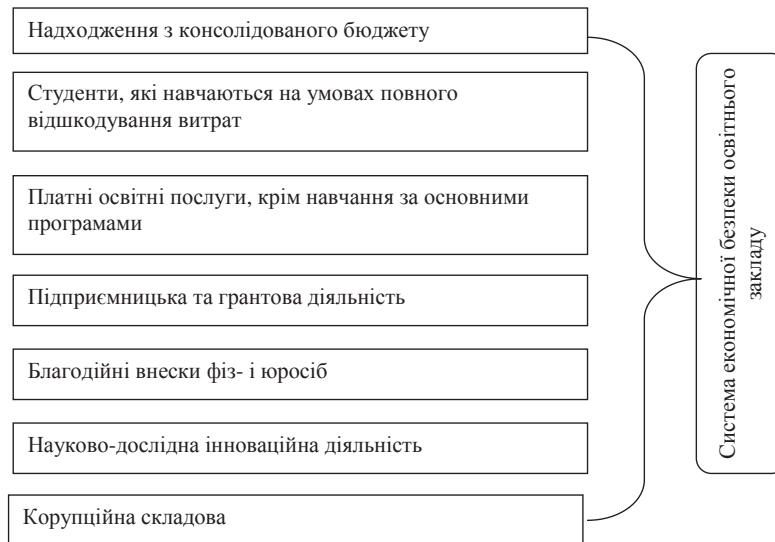 Надходження з консолідованого бюджету
Студенти, які навчаються на умовах повного
відшкодування витрат
Платні освітні послуги, крім навчання за основними
програмами
Підприємницька та грантова діяльність
Благодійні внески фіз- і юросіб
Науково-дослідна інноваційна діяльність
Корупційна складова
Система економічної безпеки освітнього
закладу